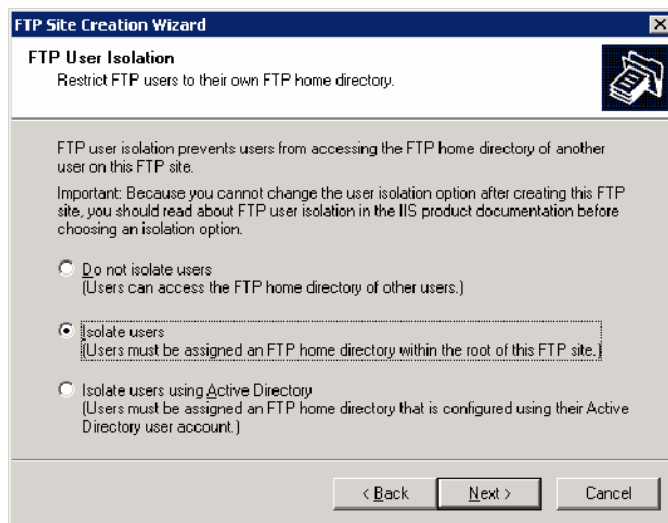 FTP Site Creation Wizard
FTP User Isolation
Restrict FTP users to their own FTP home directory.
FTP user isolation prevents users from accessing the FTP home directory of another
user on this FTP site.
Important: Because you cannot change the user isolation option after creating this FTP
site, you should read about FTP user isolation in the IIS product documentation before
choosing an isolation option.
Do not isolate users
(Users can access the FTP home directory of other users.)
Isolate users
(Users must be assigned an FTP home directory within the root of this FTP site.)
Isolate users using Active Directory
(Users must be assigned an FTP home directory that is configured using their Active
Directory user account.)
< Back Next > Cancel